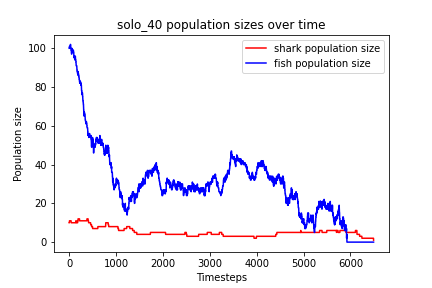 solo_40 population sizes over time
shark population size
fish population size
Population size
100
80
60
40
20
0
0 1000 2000 3000 4000 5000 6000
Timesteps